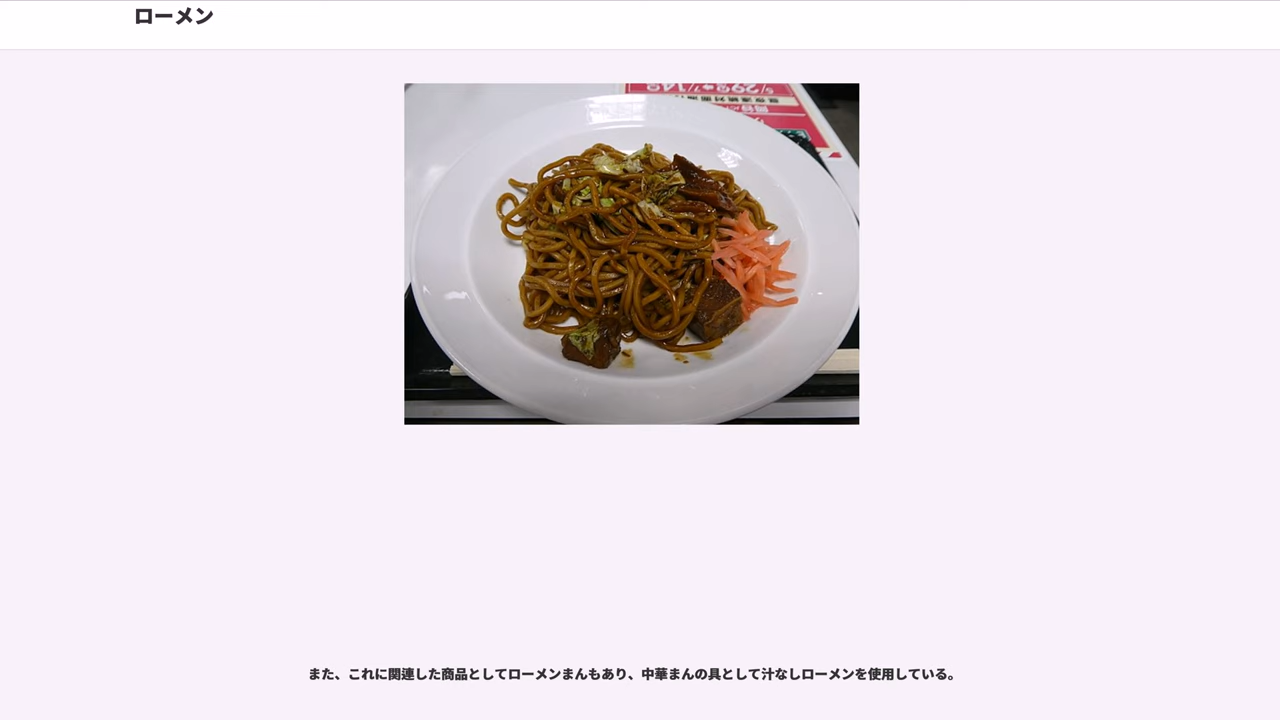 ローメン
また、これに関連した商品としてローメンまんもあり、中華まんの具として汁なしローメンを使用している。